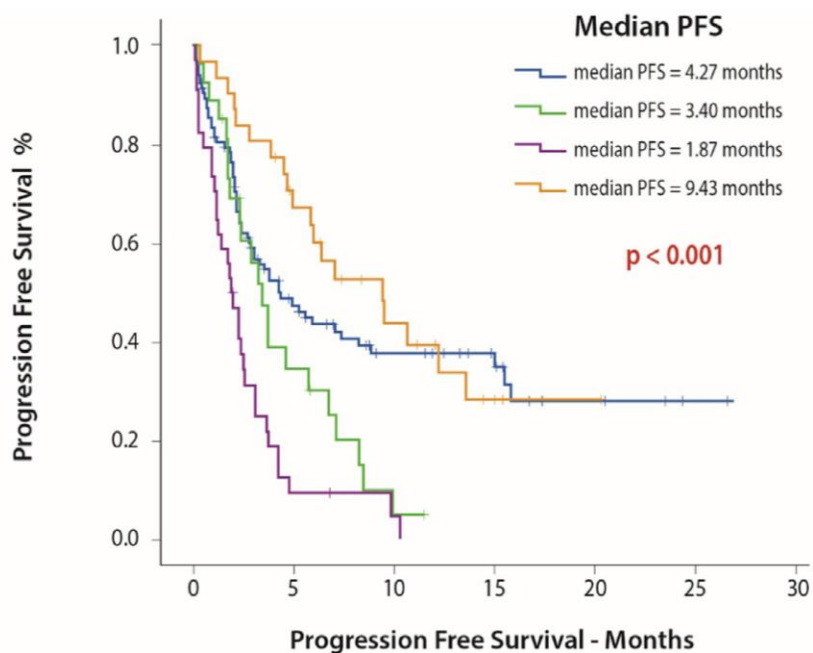 Median PFS
median PFS = 4.27 months
median PFS = 3.40 months
median PFS = 1.87 months
median PFS = 9.43 months
p < 0.001
Progression Free Survival %
1.0
0.8
0.6
0.4
0.2
0.0
0 5 10 15 20 25 30
Progression Free Survival - Months